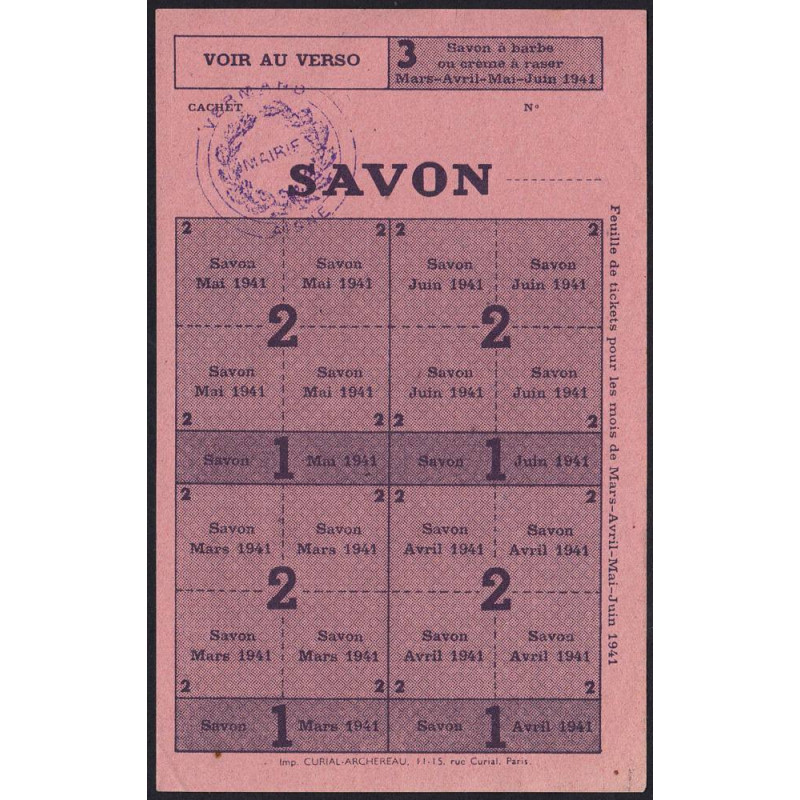 VOIR AU VERSO
3 Savon à barbe
ou crème à raser
Mars-Avril-Mai-Juin 1941
CACHET N°
VERMAND
MAIRIE
AISNE
SAVON
2 2 2 2
Savon Savon Savon Savon
Mai 1941 Mai 1941 Juin 1941 Juin 1941
2 2
Savon Savon Savon Savon
Mai 1941 Mai 1941 Juin 1941 Juin 1941
2 2 2 2
Savon 1 Mai 1941 Savon 1 Juin 1941
2 2 2 2
Savon Savon Savon Savon
Mars 1941 Mars 1941 Avril 1941 Avril 1941
2 2
Savon Savon Savon Savon
Mars 1941 Mars 1941 Avril 1941 Avril 1941
2 2 2 2
Savon 1 Mars 1941 Savon 1 Avril 1941
Imp. CURIAL-ARCHEREAU, 11-15, rue Curial, Paris.
Feuille de tickets pour les mois de Mars-Avril-Mai-Juin 1941